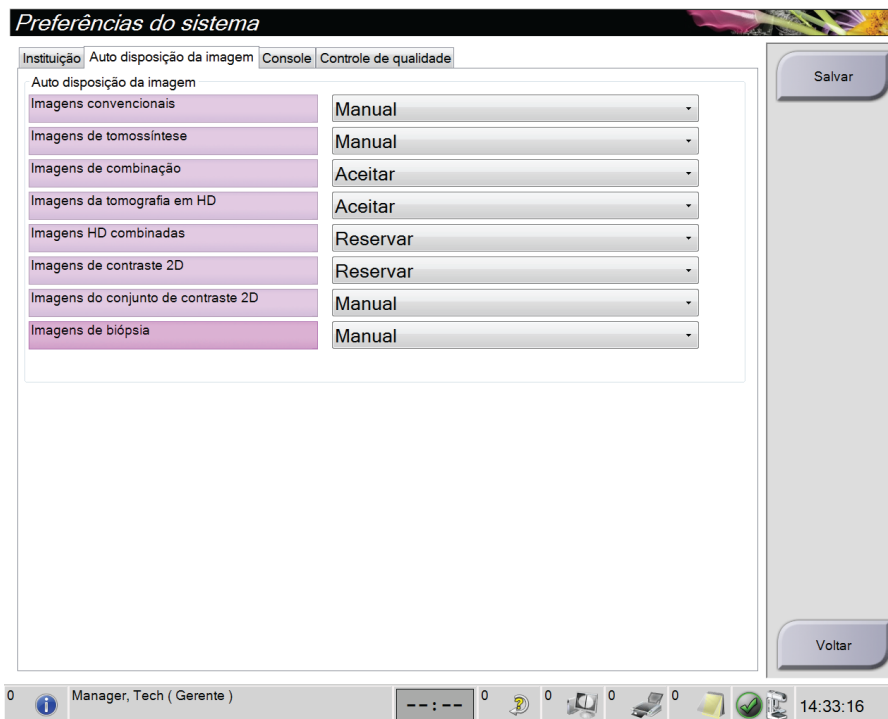 Preferências do sistema
Instituição Auto disposição da imagem Console Controle de qualidade
Auto disposição da imagem
Imagens convencionais Manual
Imagens de tomossíntese Manual
Imagens de combinação Aceitar
Imagens da tomografia em HD Aceitar
Imagens HD combinadas Reservar
Imagens de contraste 2D Reservar
Imagens do conjunto de contraste 2D Manual
Imagens de biópsia Manual
Salvar
Voltar
0 Manager, Tech ( Gerente ) --:-- 0 0 0 0 14:33:16